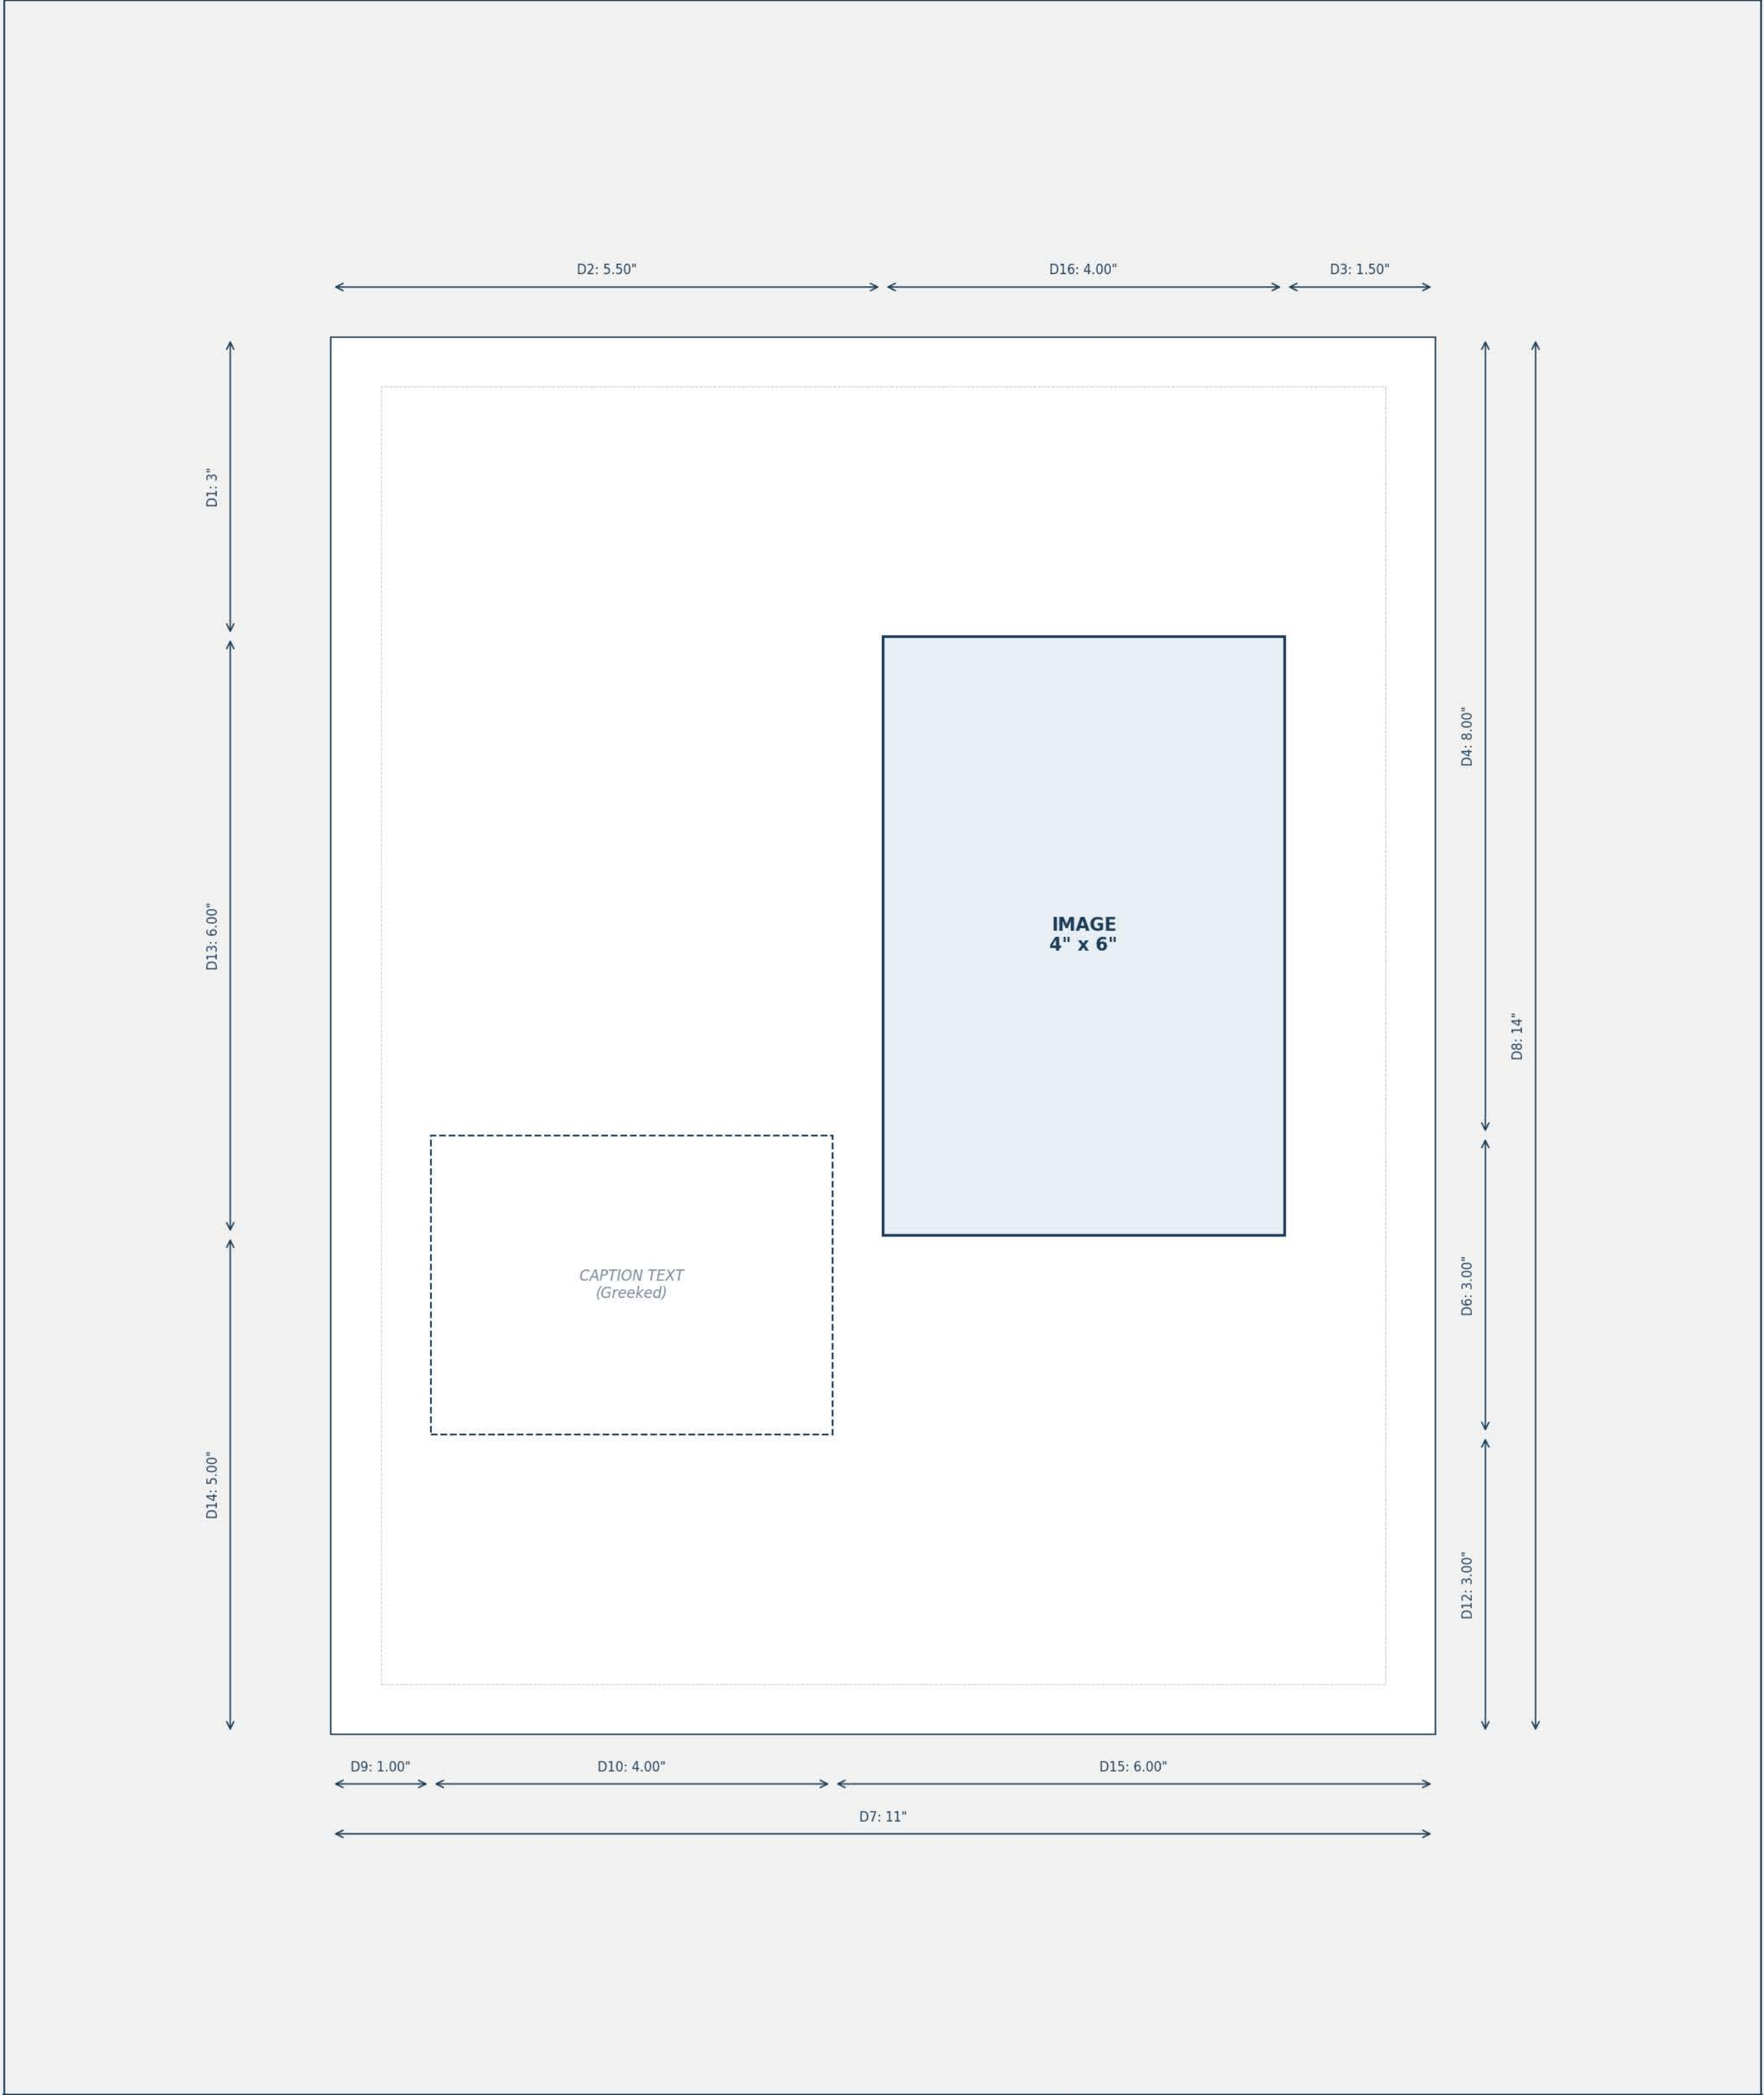 D2: 5.50"
D16: 4.00"
D3: 1.50"
D1: 3"
D4: 8.00"
D13: 6.00"
IMAGE
4" x 6"
D8: 14"
CAPTION TEXT
(Greeked)
D6: 3.00"
D14: 5.00"
D12: 3.00"
D9: 1.00"
D10: 4.00"
D15: 6.00"
D7: 11"